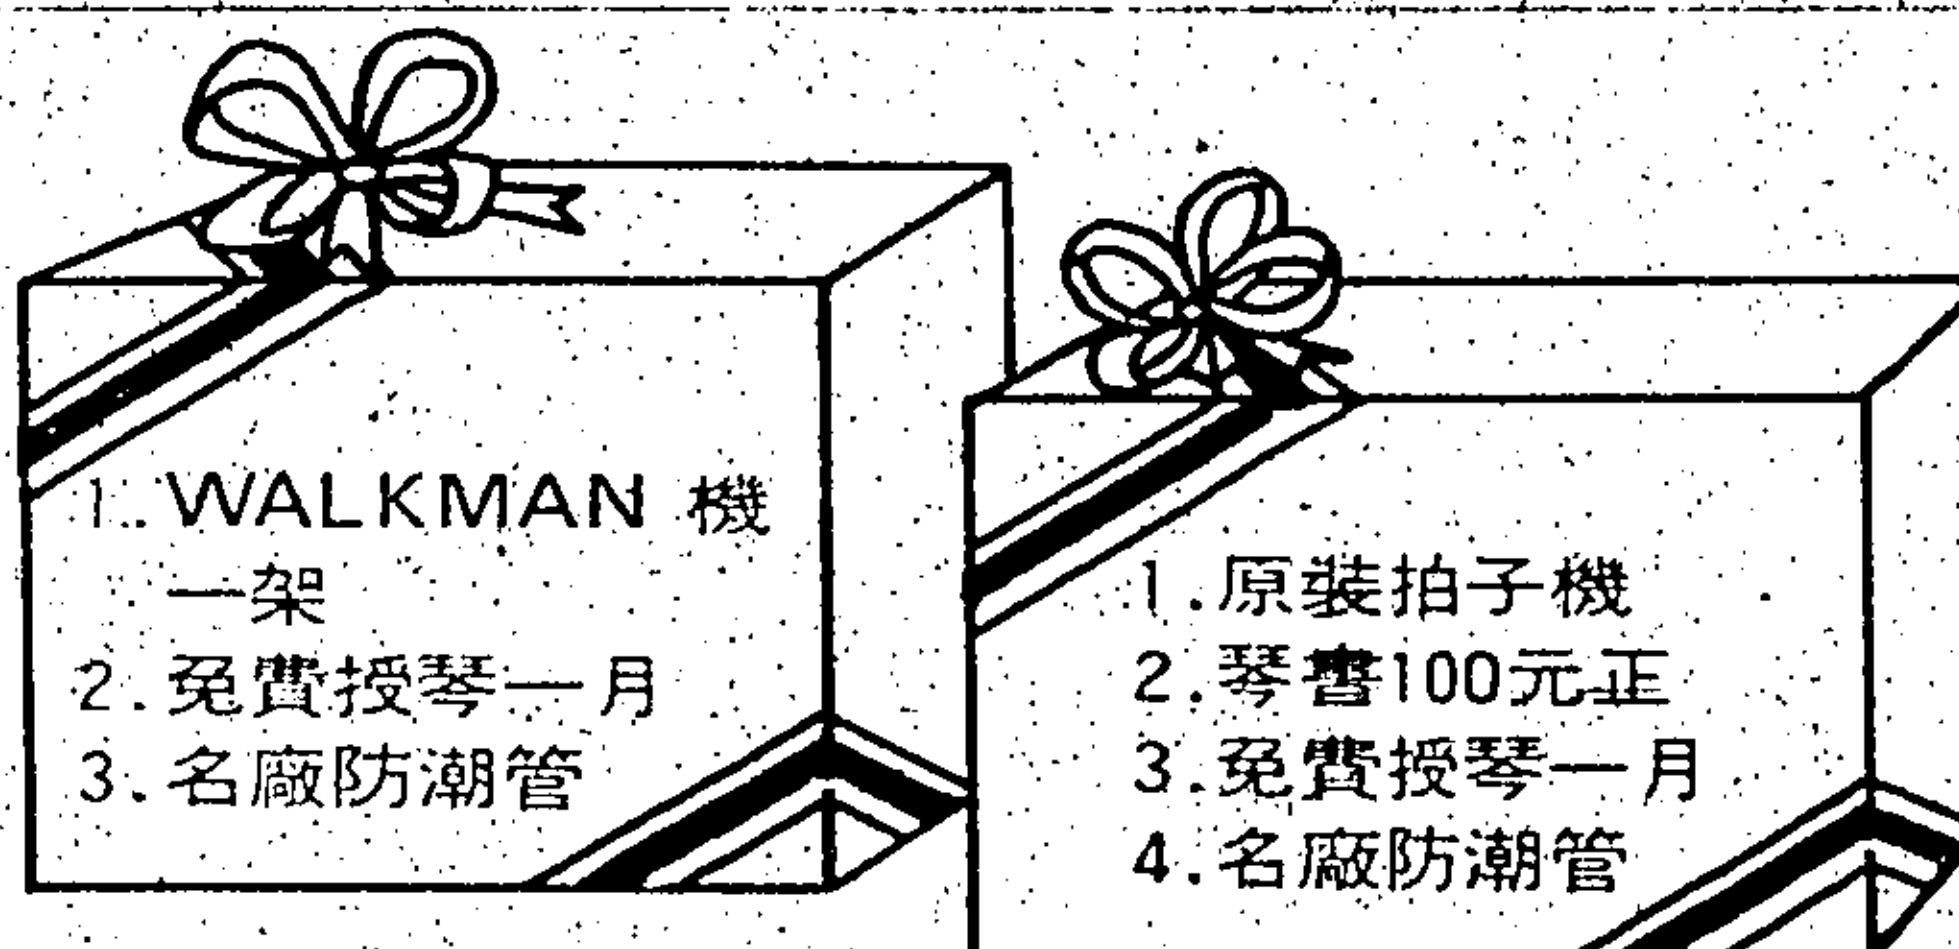 1. WALKMAN 機
一架
2. 免費授琴一月
3. 名廠防潮管
1. 原裝拍子機
2. 琴書100元正
3. 免費授琴一月
4. 名廠防潮管